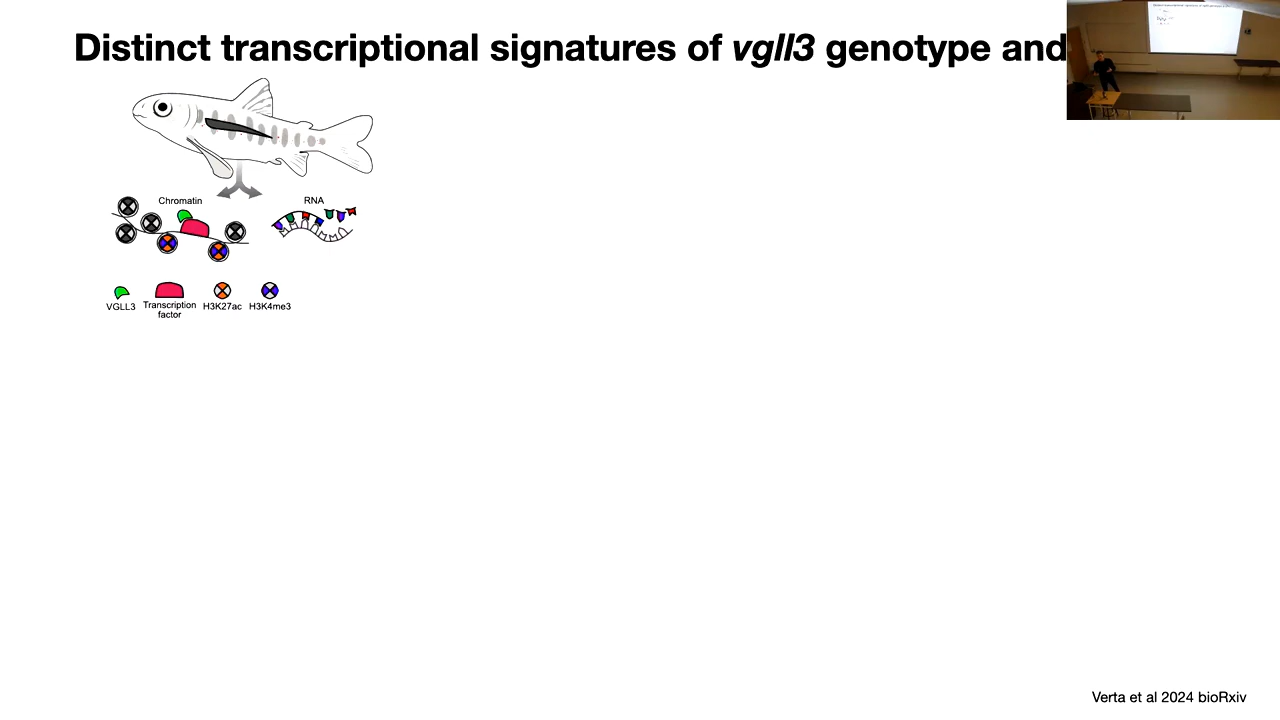 Distinct transcriptional signatures of vgll3 genotype and
Chromatin
RNA
VGLL3
Transcription
factor
H3K27ac
H3K4me3
Verta et al 2024 bioRxiv